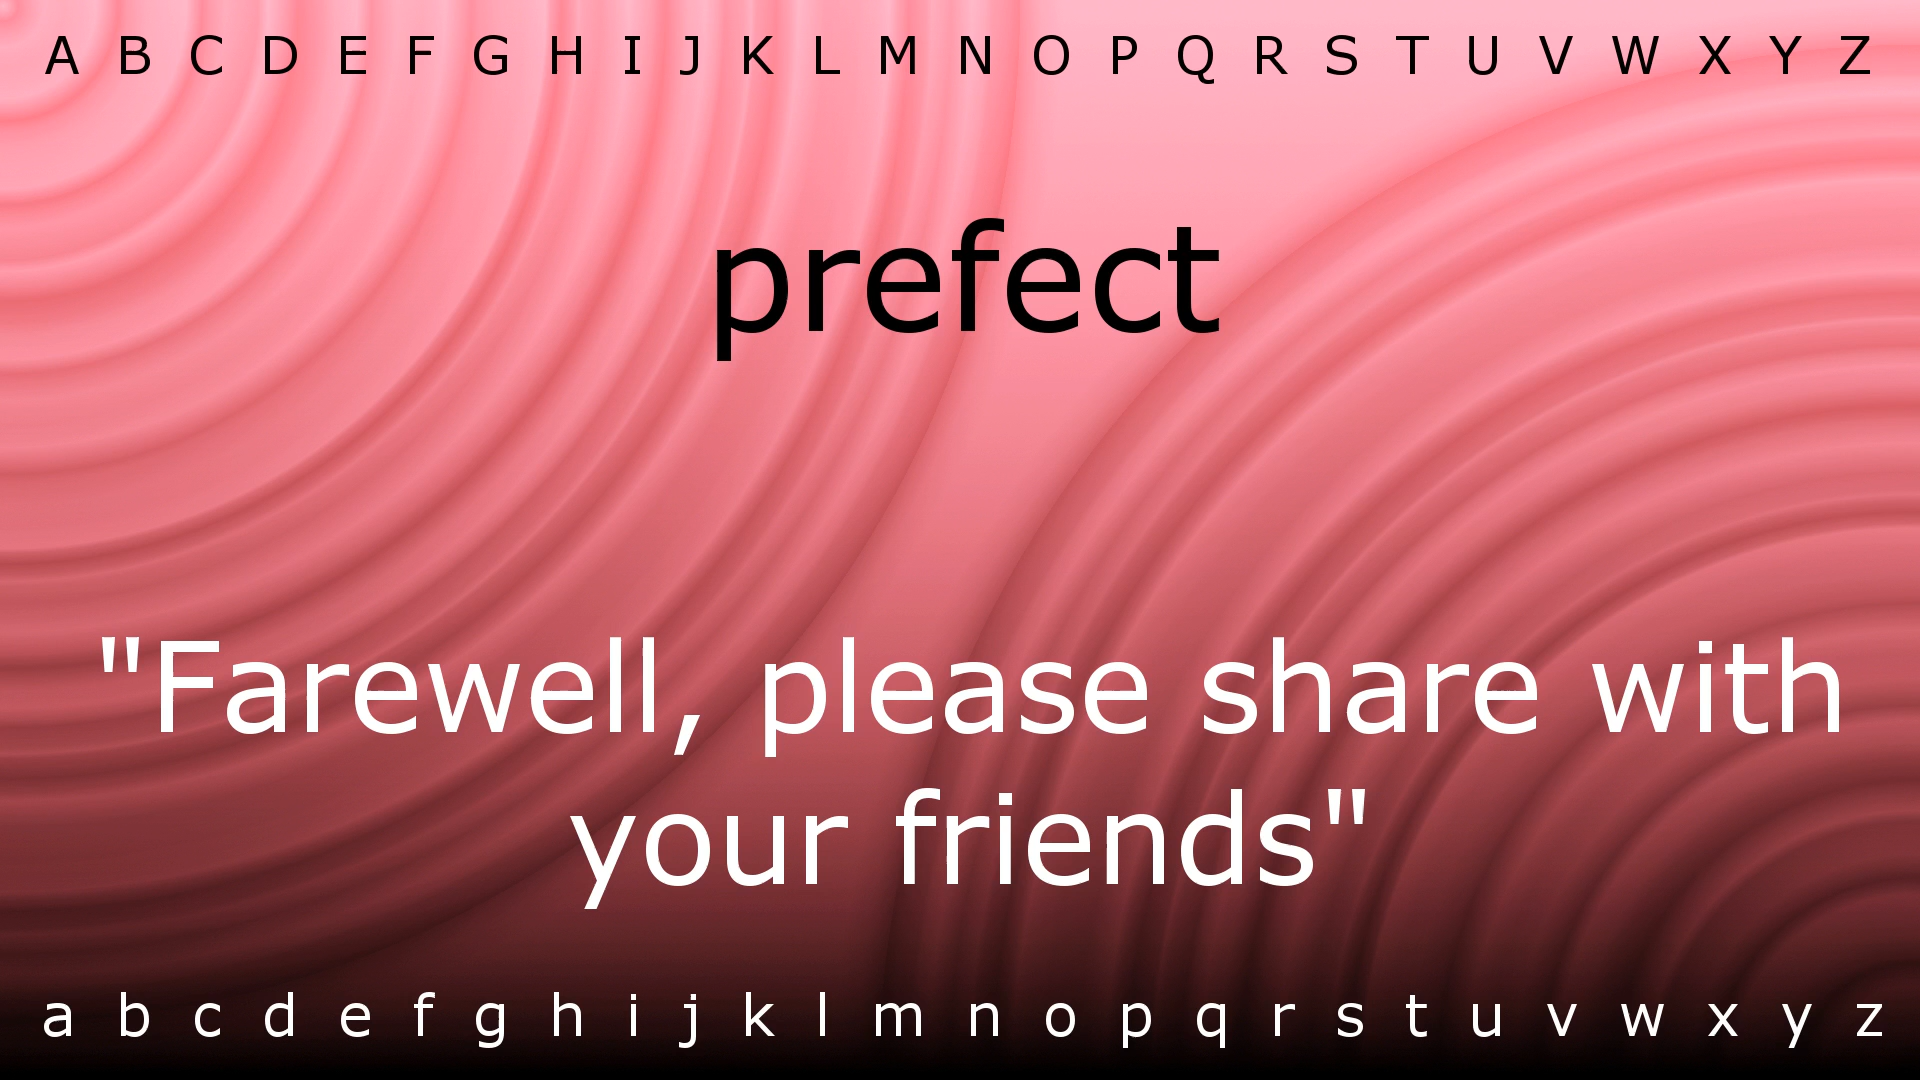 A B C D E F G H I J K L M N O P Q R S T U V W X Y Z
prefect
"Farewell, please share with
your friends"
a b c d e f g h i j k l m n o p q r s t u v w x y z